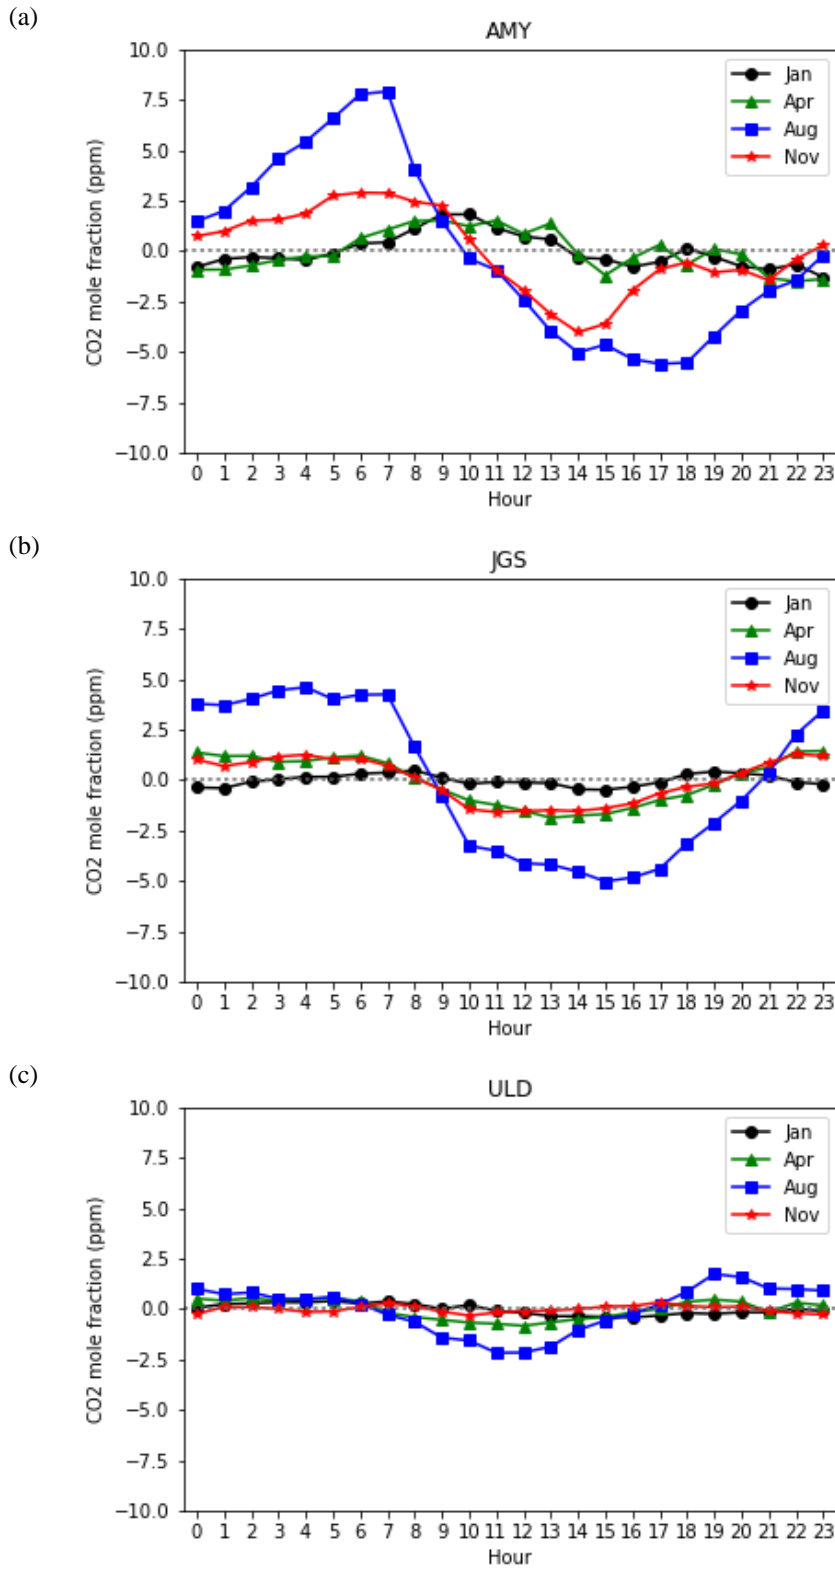 (a)
AMY
10.0
7.5
5.0
2.5
0.0
−2.5
−5.0
−7.5
−10.0
CO2 mole fraction (ppm)
Jan
Apr
Aug
Nov
0 1 2 3 4 5 6 7 8 9 10 11 12 13 14 15 16 17 18 19 20 21 22 23
Hour
(b)
JGS
10.0
7.5
5.0
2.5
0.0
−2.5
−5.0
−7.5
−10.0
CO2 mole fraction (ppm)
Jan
Apr
Aug
Nov
0 1 2 3 4 5 6 7 8 9 10 11 12 13 14 15 16 17 18 19 20 21 22 23
Hour
(c)
ULD
10.0
7.5
5.0
2.5
0.0
−2.5
−5.0
−7.5
−10.0
CO2 mole fraction (ppm)
Jan
Apr
Aug
Nov
0 1 2 3 4 5 6 7 8 9 10 11 12 13 14 15 16 17 18 19 20 21 22 23
Hour